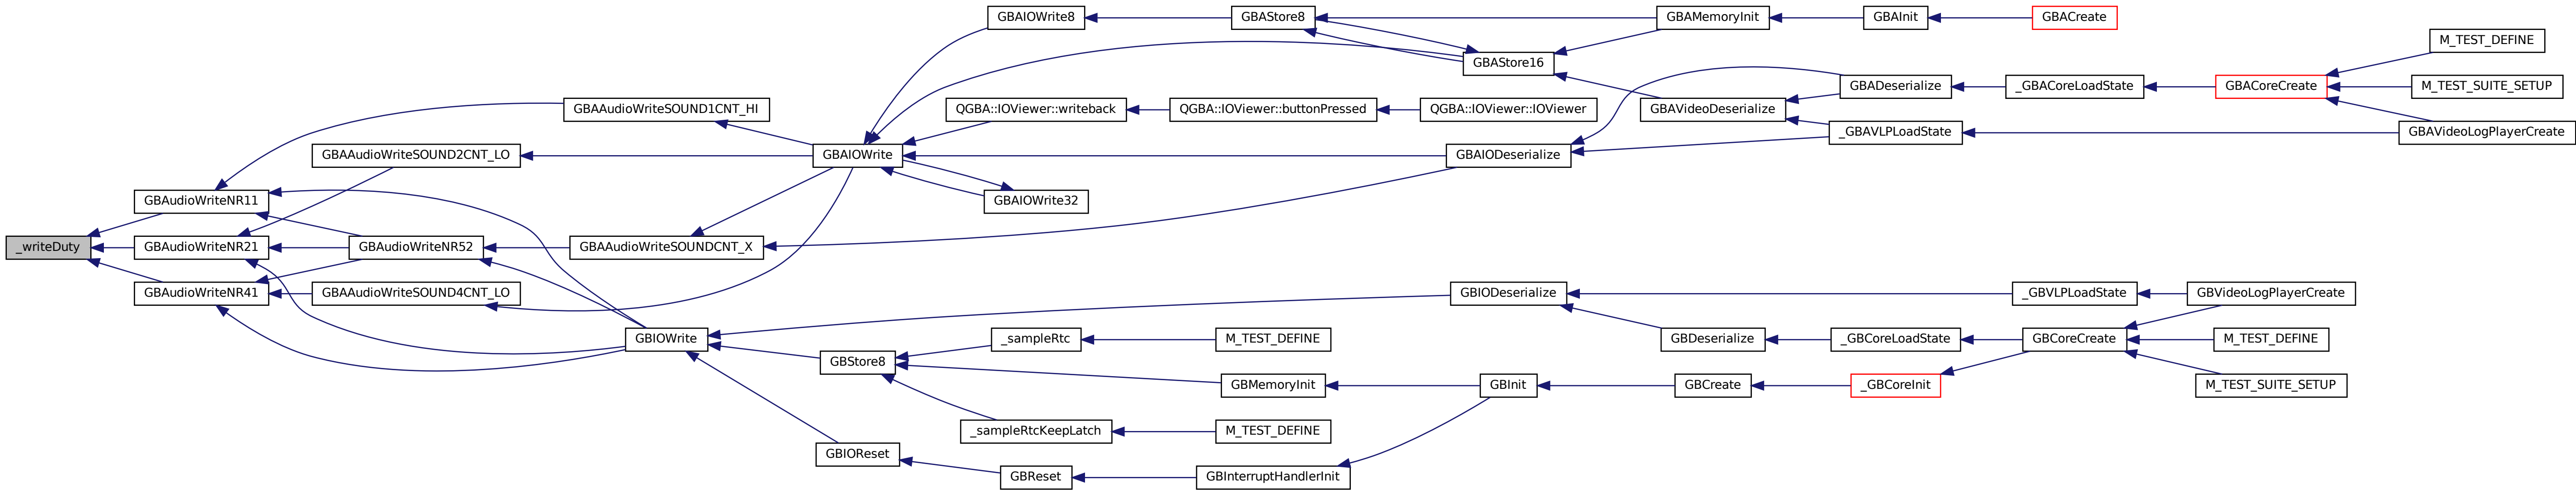 _writeDuty
GBAudioWriteNR11
GBAudioWriteNR21
GBAudioWriteNR41
GBAAudioWriteSOUND1CNT_HI
GBAAudioWriteSOUND2CNT_LO
GBAudioWriteNR52
GBAAudioWriteSOUND4CNT_LO
GBAAudioWriteSOUNDCNT_X
GBIOWrite
GBAIOWrite
GBAIOWrite8
GBAStore8
GBAMemoryInit
GBAInit
GBACreate
GBAStore16
QGBA::IOViewer::writeback
QGBA::IOViewer::buttonPressed
QGBA::IOViewer::IOViewer
GBAVideoDeserialize
GBADeserialize
_GBACoreLoadState
GBACoreCreate
M_TEST_DEFINE
M_TEST_SUITE_SETUP
GBAVideoLogPlayerCreate
_GBAVLPLoadState
GBAIODeserialize
GBAIOWrite32
GBIODeserialize
_GBVLPLoadState
GBVideoLogPlayerCreate
GBDeserialize
_GBCoreLoadState
GBCoreCreate
M_TEST_DEFINE
M_TEST_SUITE_SETUP
GBStore8
_sampleRtc
M_TEST_DEFINE
GBMemoryInit
GBInit
GBCreate
_GBCoreInit
_sampleRtcKeepLatch
M_TEST_DEFINE
GBIOReset
GBReset
GBInterruptHandlerInit